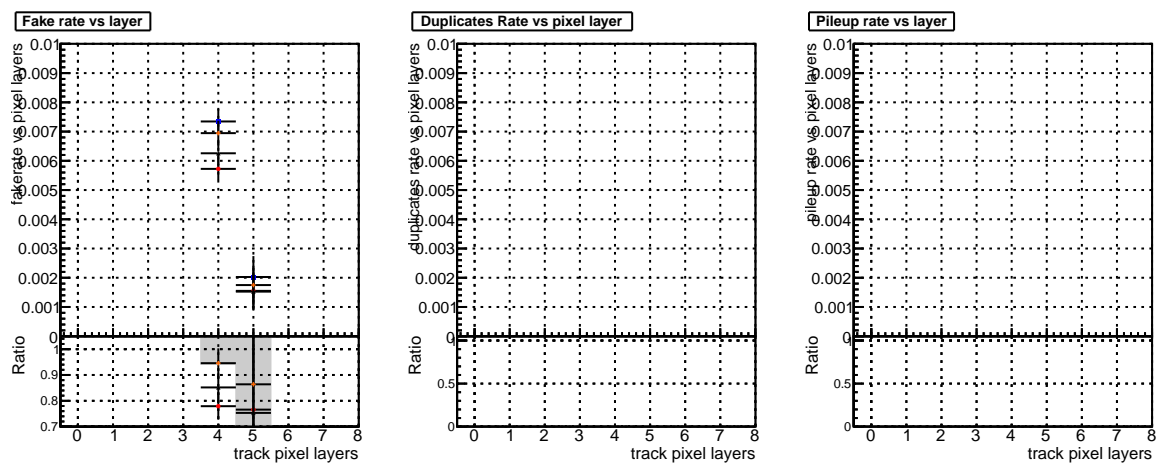 Fake rate vs layer
fakerate vs pixel layers
0.01
0.009
0.008
0.007
0.006
0.005
0.004
0.003
0.002
0.001
0
Ratio
1
0.9
0.8
0.7
0 1 2 3 4 5 6 7 8
track pixel layers
Duplicates Rate vs pixel layer
duplicates rate vs pixel layers
0.01
0.009
0.008
0.007
0.006
0.005
0.004
0.003
0.002
0.001
0
Ratio
1
0.5
0
0 1 2 3 4 5 6 7 8
track pixel layers
Pileup rate vs layer
pileup rate vs pixel layers
0.01
0.009
0.008
0.007
0.006
0.005
0.004
0.003
0.002
0.001
0
Ratio
1
0.5
0
0 1 2 3 4 5 6 7 8
track pixel layers